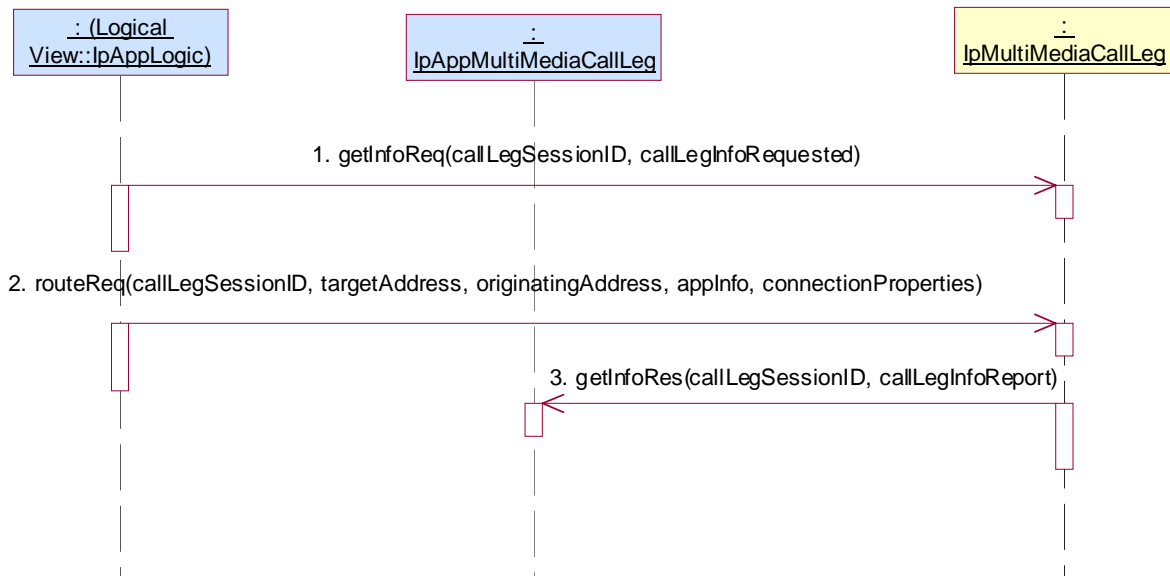 : (Logical
View::IpAppLogic)
:
IpAppMultiMediaCallLeg
:
IpMultiMediaCallLeg
1. getInfoReq(callLegSessionID, callLegInfoRequested)
2. routeReq(callLegSessionID, targetAddress, originatingAddress, appInfo, connectionProperties)
3. getInfoRes(callLegSessionID, callLegInfoReport)